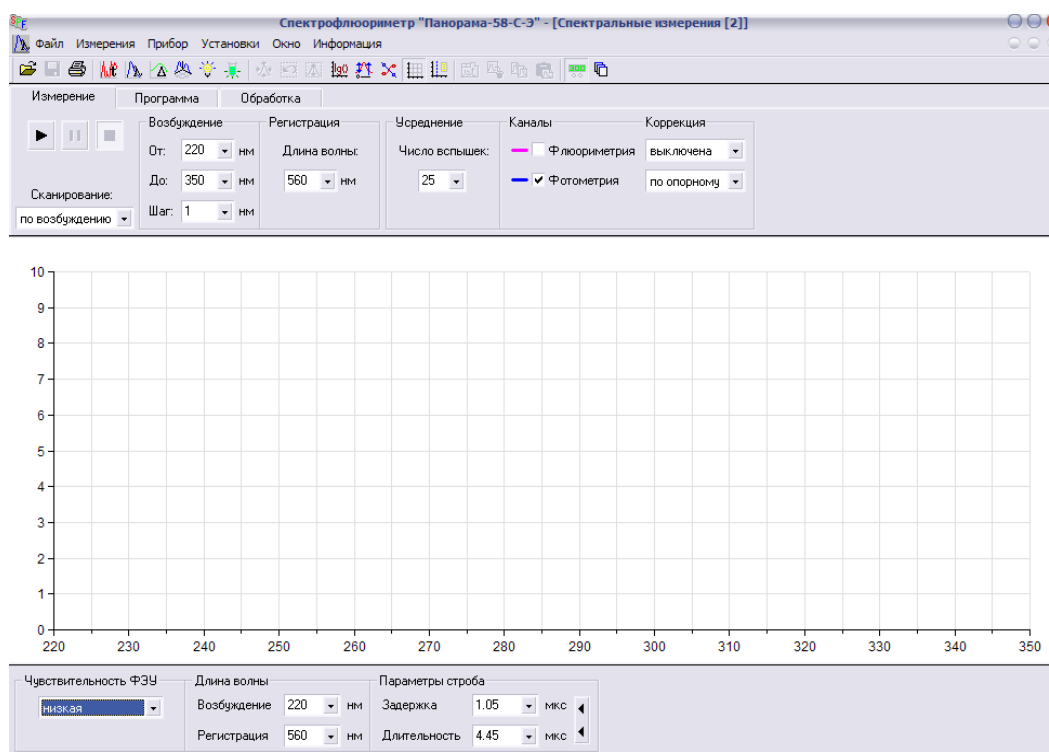 Спектрофлюориметр "Панорама-58-С-Э" - [Спектральные измерения [2]]
Файл Измерения Прибор Установки Окно Информация
lgo
Измерение Программа Обработка
Возбуждение Регистрация Усреднение Каналы Коррекция
От: 220 нм Длина волны: Число вспышек: Флюориметрия выключена
До: 350 нм 560 нм 25 Фотометрия по опорному
Сканирование:
по возбуждению Шаг: 1 нм
10
9
8
7
6
5
4
3
2
1
0
220 230 240 250 260 270 280 290 300 310 320 330 340 350
Чувствительность ФЭУ Длина волны Параметры строба
низкая Возбуждение 220 нм Задержка 1.05 мкс
Регистрация 560 нм Длительность 4.45 мкс